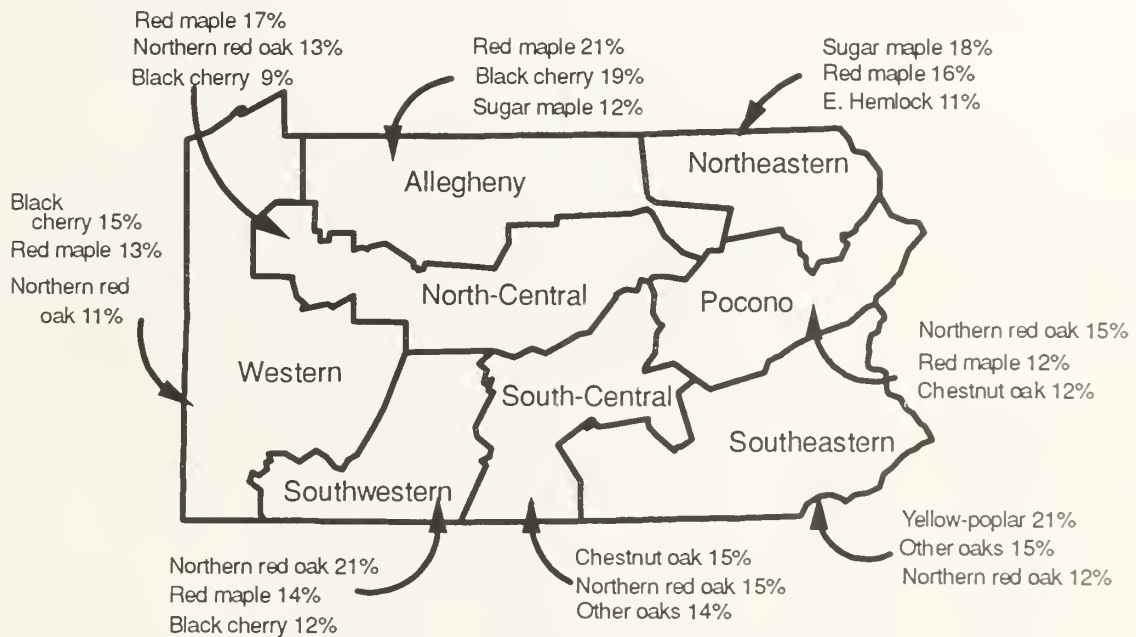 Red maple 17%
Northern red oak 13%
Black cherry 9%
Red maple 21%
Black cherry 19%
Sugar maple 12%
Sugar maple 18%
Red maple 16%
E. Hemlock 11%
Allegheny
Northeastern
Black
cherry 15%
Red maple 13%
Northern red
oak 11%
North-Central
Pocono
Western
South-Central
Northern red oak 15%
Red maple 12%
Chestnut oak 12%
Southeastern
Southwestern
Northern red oak 21%
Red maple 14%
Black cherry 12%
Chestnut oak 15%
Northern red oak 15%
Other oaks 14%
Yellow-poplar 21%
Other oaks 15%
Northern red oak 12%